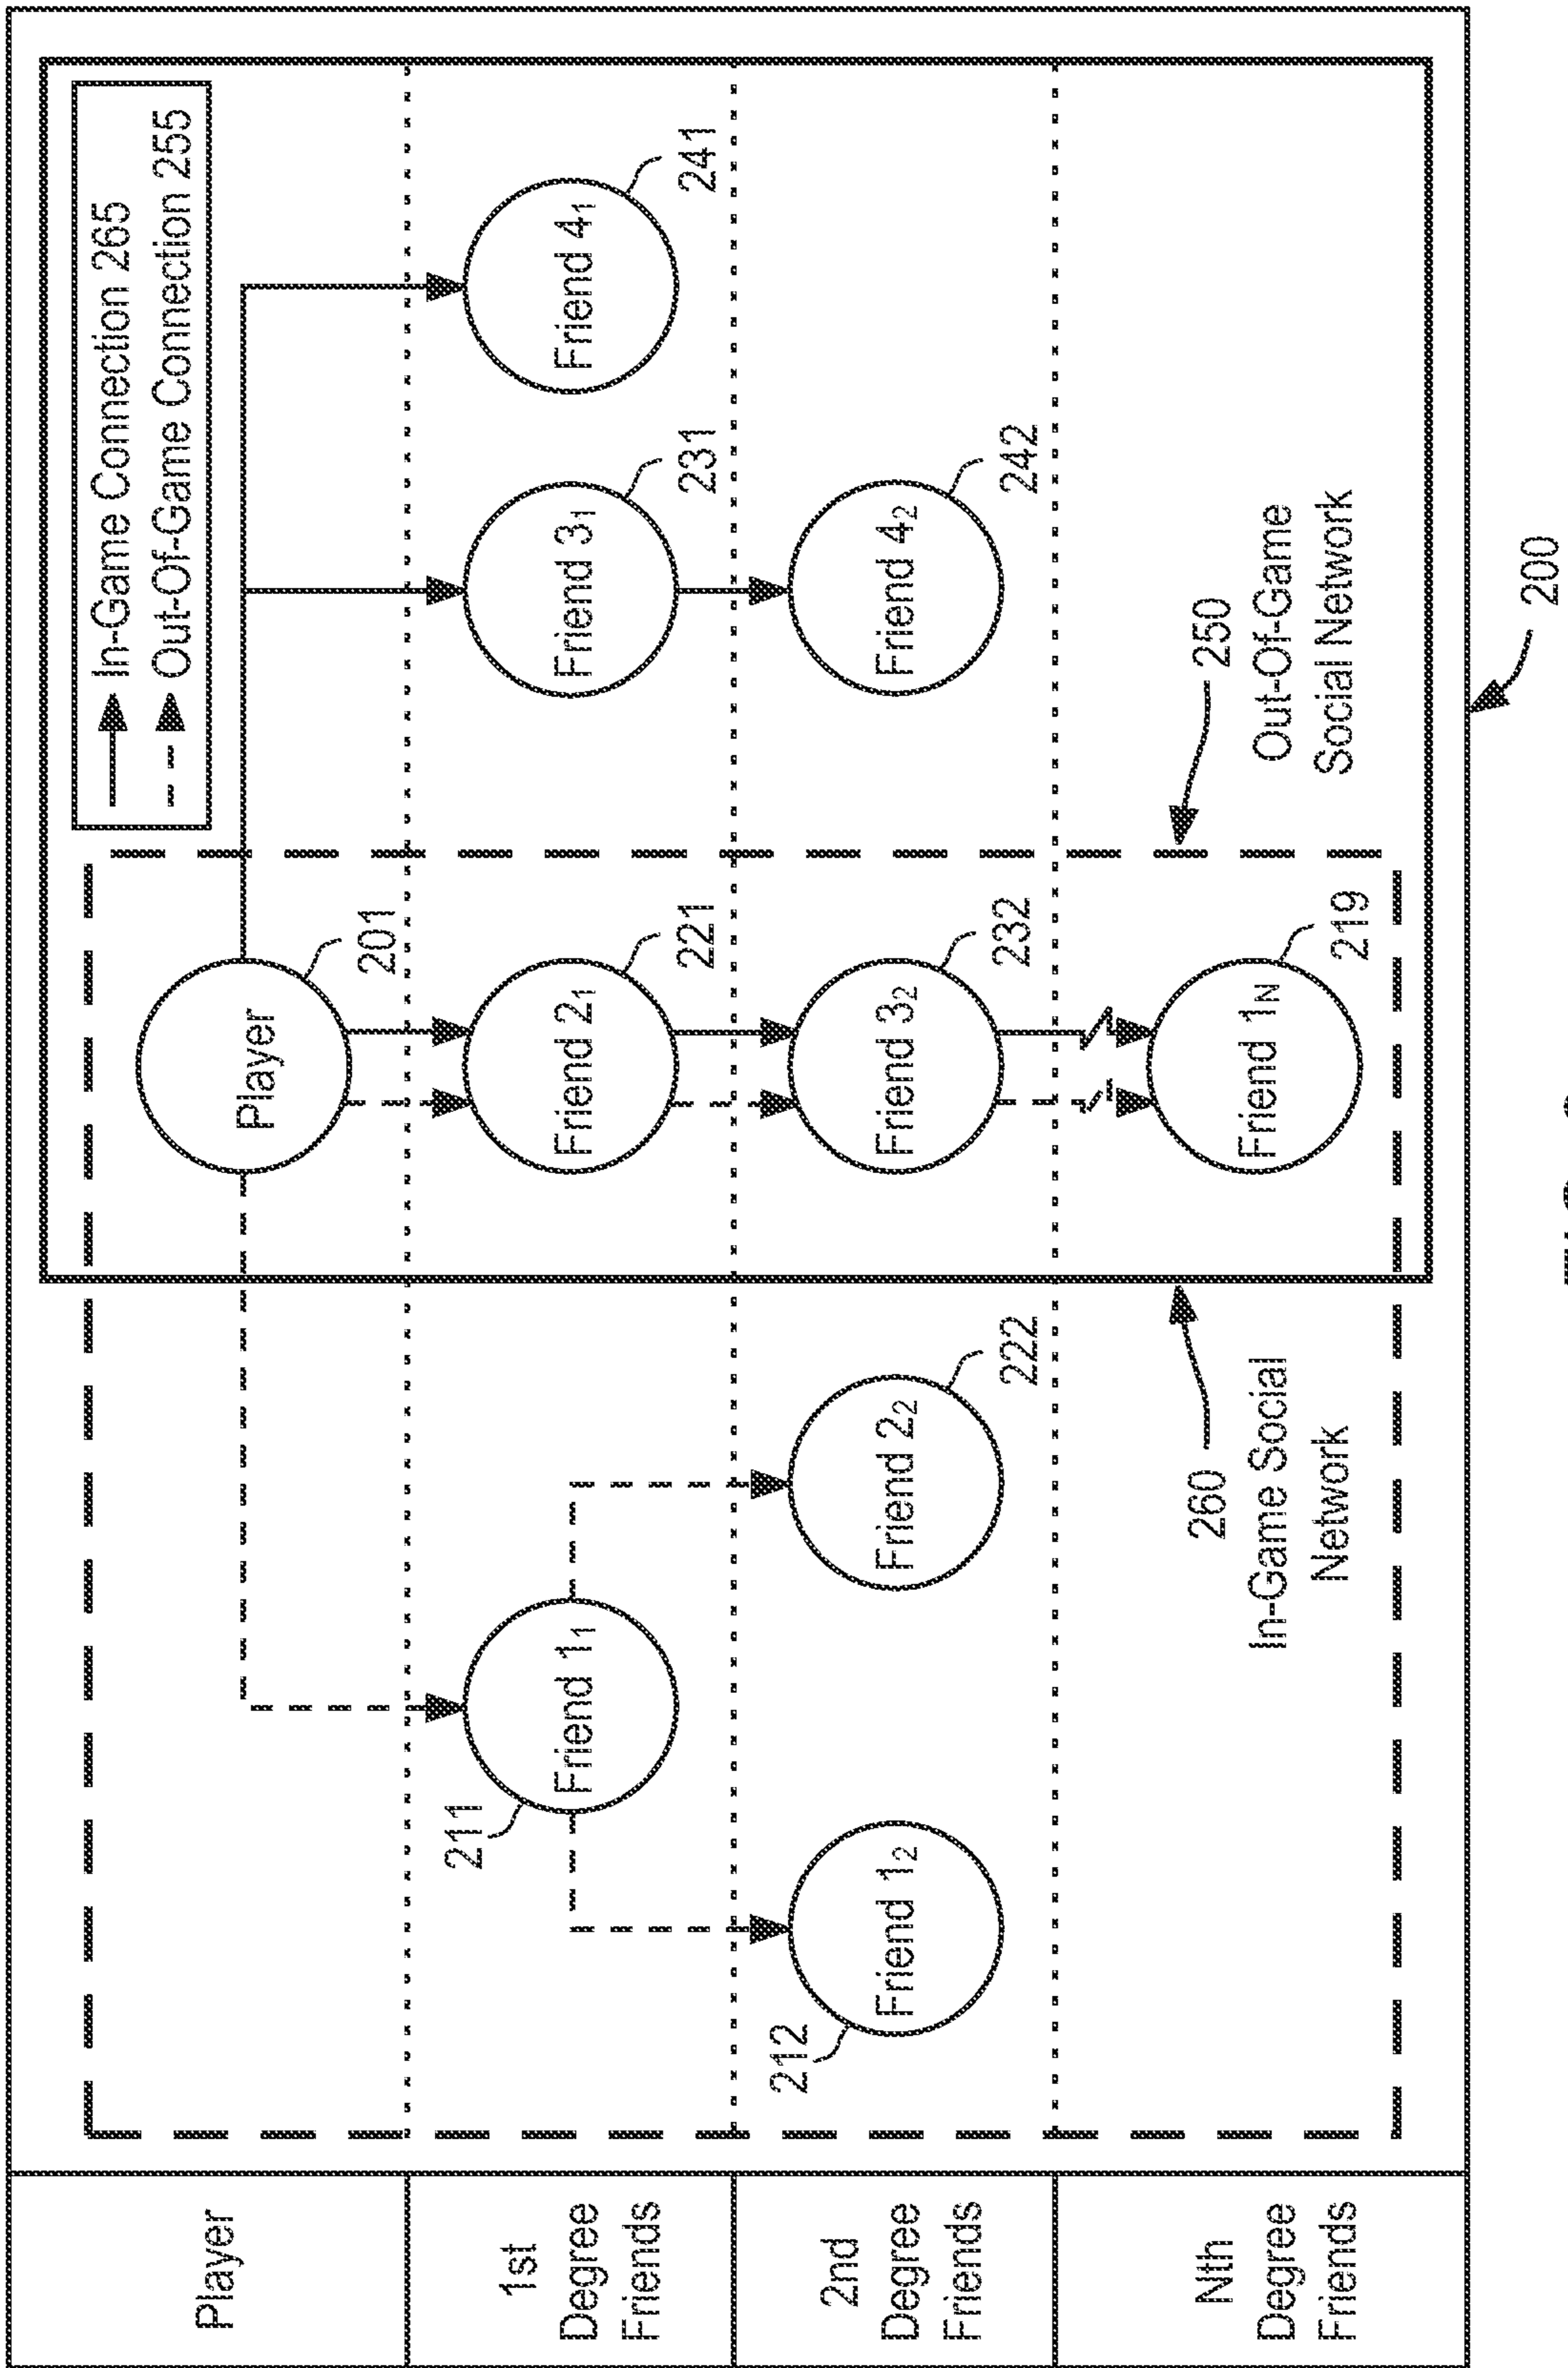 In-Game Connection 265
Out-Of-Game Connection 255
Player
Player
201
1st
Degree
Friends
211
Friend 1₁
Friend 2₁
221
Friend 3₁
231
Friend 4₁
241
2nd
Degree
Friends
212
Friend 1₂
Friend 2₂
222
Friend 3₂
232
Friend 4₂
242
Nth
Degree
Friends
260
In-Game Social
Network
Friend 1N
219
250
Out-Of-Game
Social Network
200